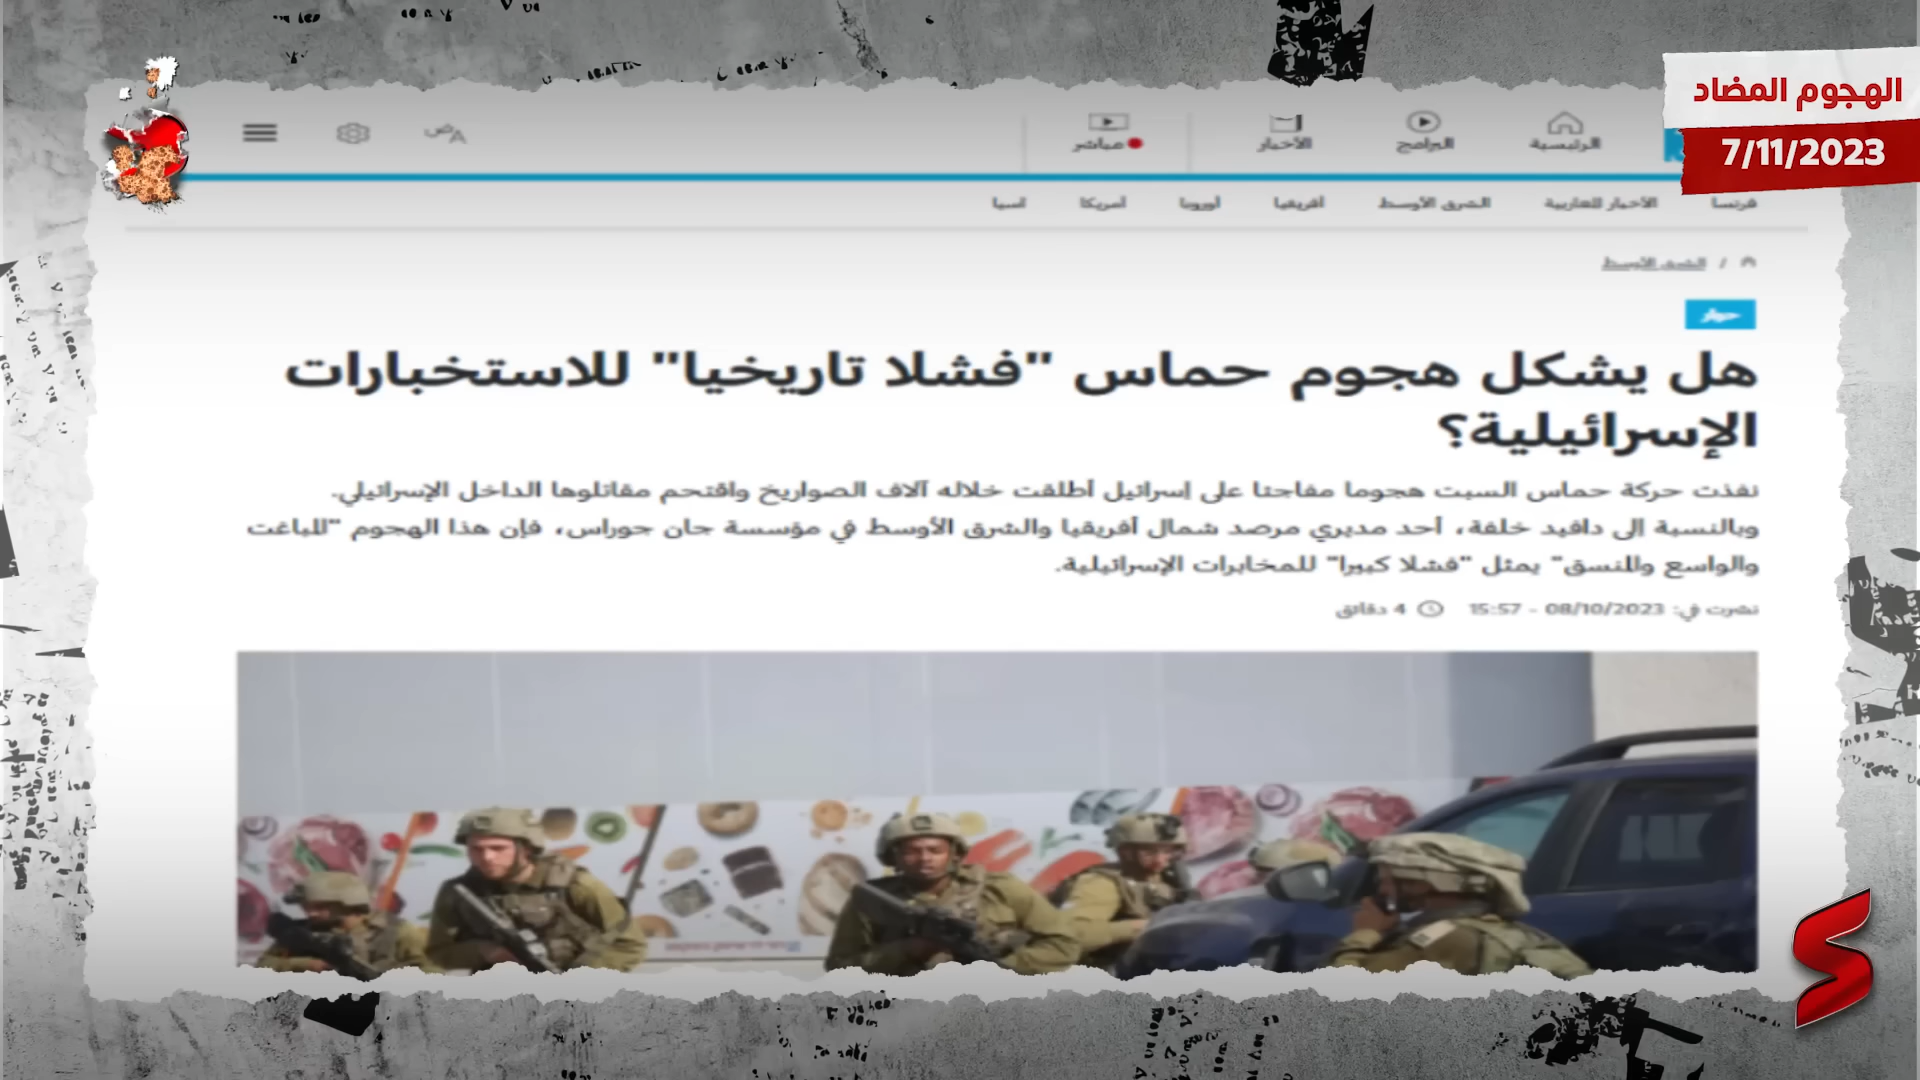 الهجوم المضاد
7/11/2023
الرئيسية
البرامج
الأخبار
مباشر
فرنسا
الأخبار المغاربية
الشرق الأوسط
أفريقيا
أوروبا
أمريكا
آسيا
/ الشرق الأوسط
حوار
هل يشكل هجوم حماس "فشلا تاريخيا" للاستخبارات
الإسرائيلية؟
نفذت حركة حماس السبت هجوما مفاجئا على إسرائيل أطلقت خلاله آلاف الصواريخ واقتحم مقاتلوها الداخل الإسرائيلي.
وبالنسبة إلى دافيد خلفة، أحد مديري مرصد شمال أفريقيا والشرق الأوسط في مؤسسة جان جوراس، فإن هذا الهجوم "المباغت
والواسع والمنسق" يمثل "فشلا كبيرا" للمخابرات الإسرائيلية.
نشرت في: 08/10/2023 - 15:57
4 دقائق